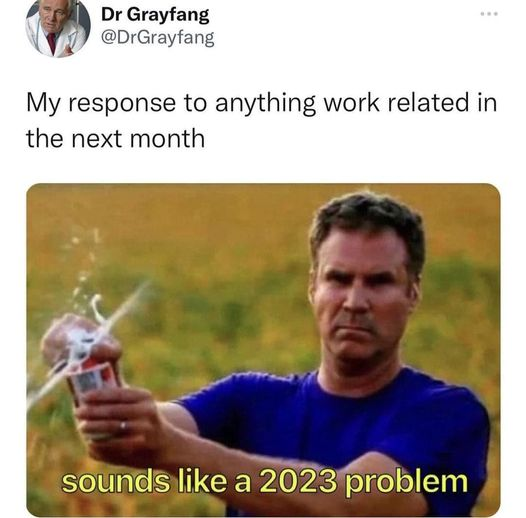 Dr Grayfang
@DrGrayfang
My response to anything work related in
the next month
sounds like a 2023 problem